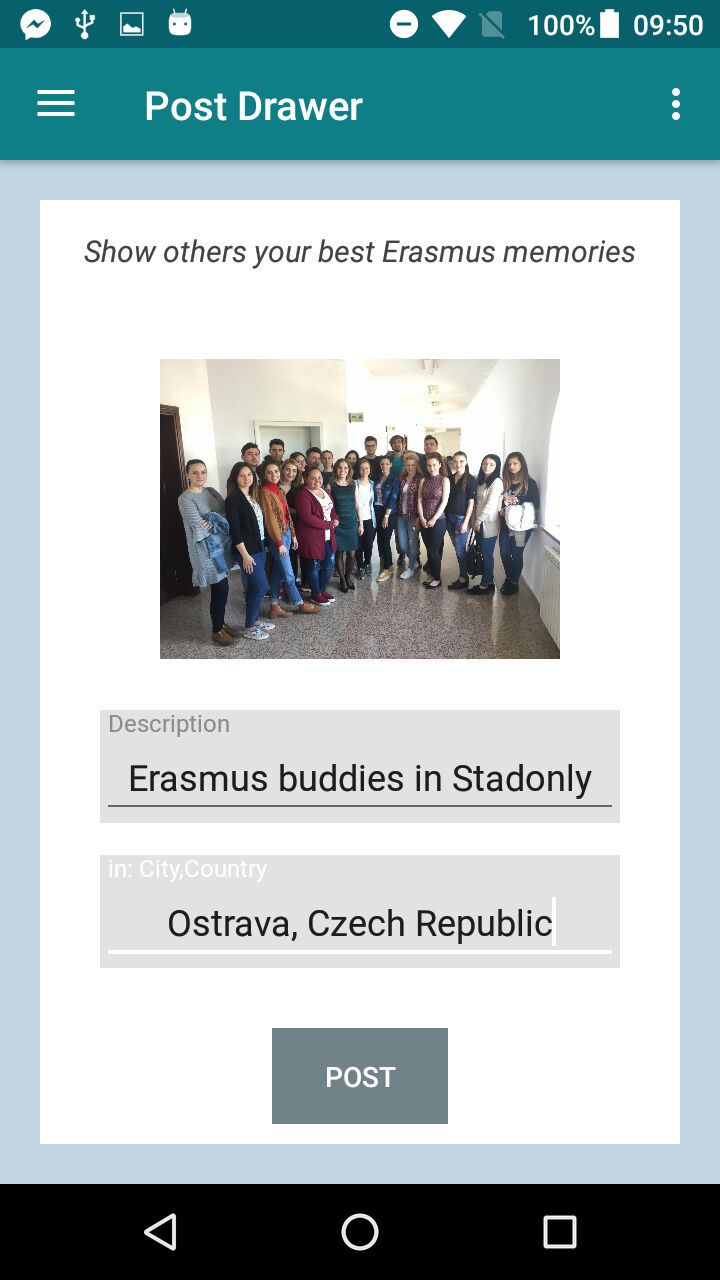 100% 09:50
Post Drawer
Show others your best Erasmus memories
Description
Erasmus buddies in Stadonly
in: City,Country
Ostrava, Czech Republic
POST